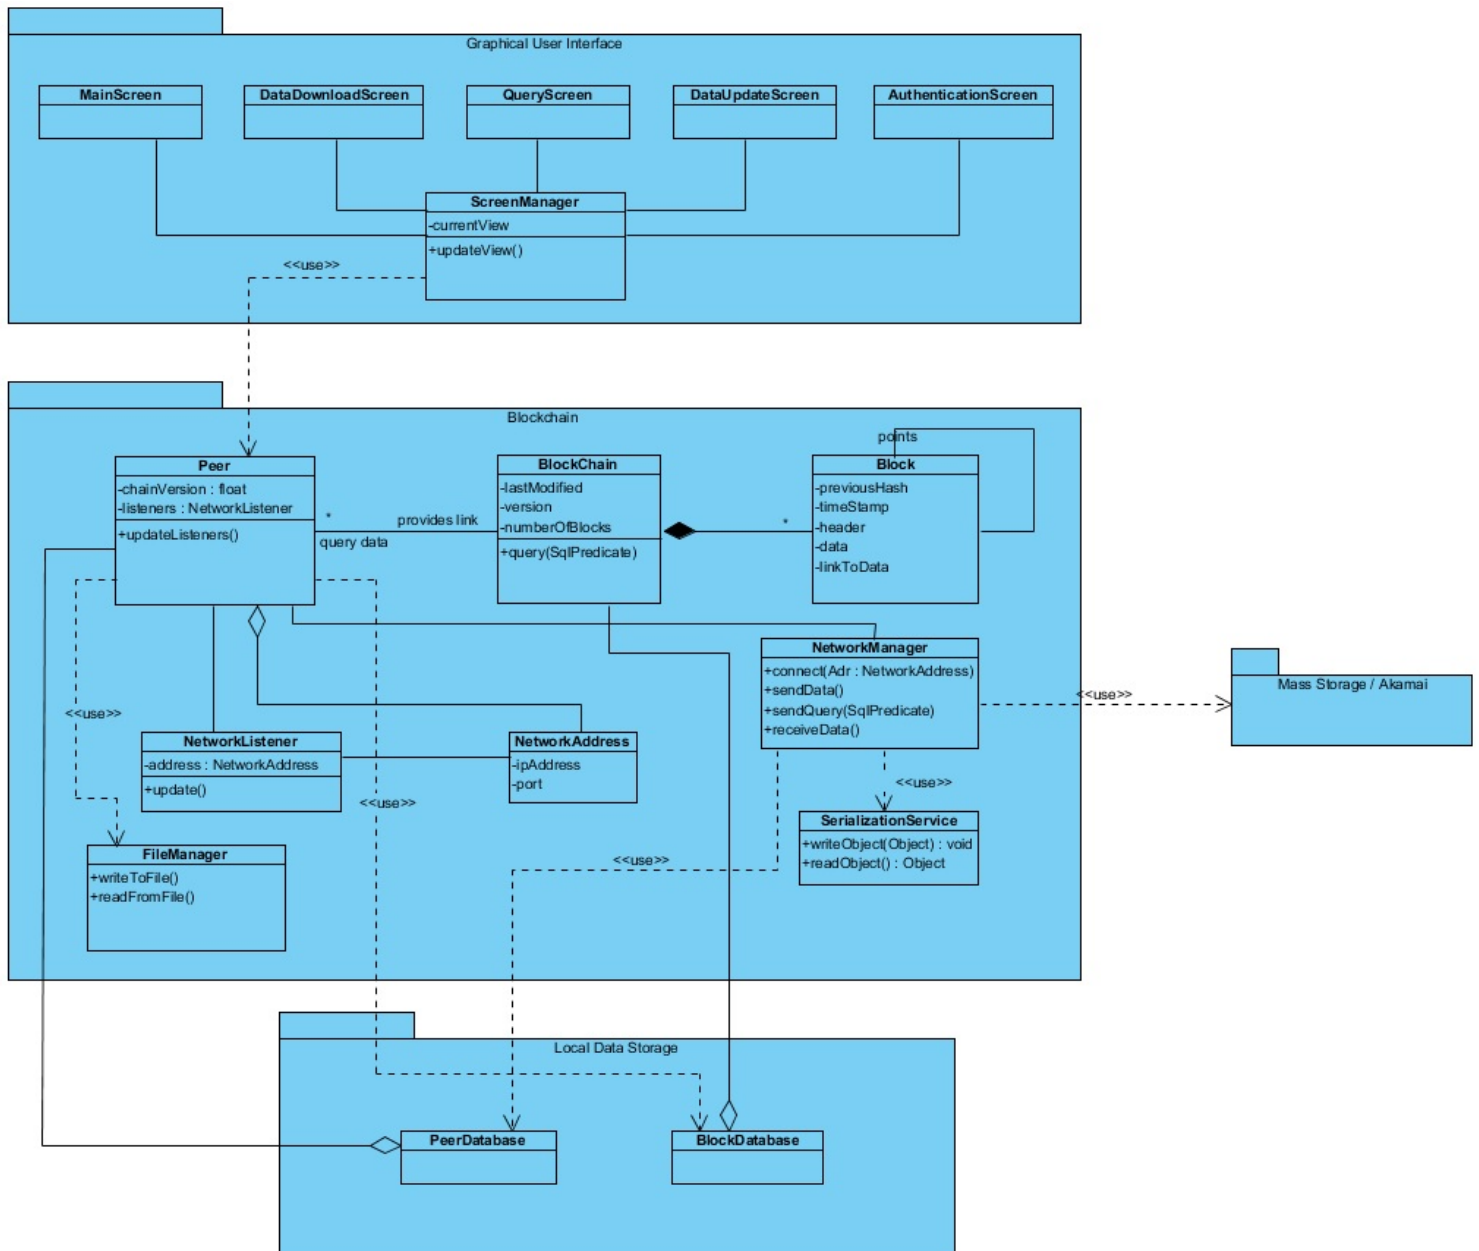 Graphical User Interface
MainScreen
DataDownloadScreen
QueryScreen
DataUpdateScreen
AuthenticationScreen
ScreenManager
-currentView
+updateView()
<<use>>
Blockchain
Peer
-chainVersion : float
-listeners : NetworkListener
+updateListeners()
*
provides link
query data
BlockChain
-lastModified
-version
-numberOfBlocks
+query(SqlPredicate)
*
points
Block
-previousHash
-timeStamp
-header
-data
-linkToData
NetworkManager
+connect(Adr : NetworkAddress)
+sendData()
+sendQuery(SqlPredicate)
+receiveData()
<<use>>
Mass Storage / Akamai
<<use>>
NetworkListener
-address : NetworkAddress
+update()
NetworkAddress
-ipAddress
-port
<<use>>
<<use>>
SerializationService
+writeObject(Object) : void
+readObject() : Object
FileManager
+writeToFile()
+readFromFile()
<<use>>
Local Data Storage
PeerDatabase
BlockDatabase